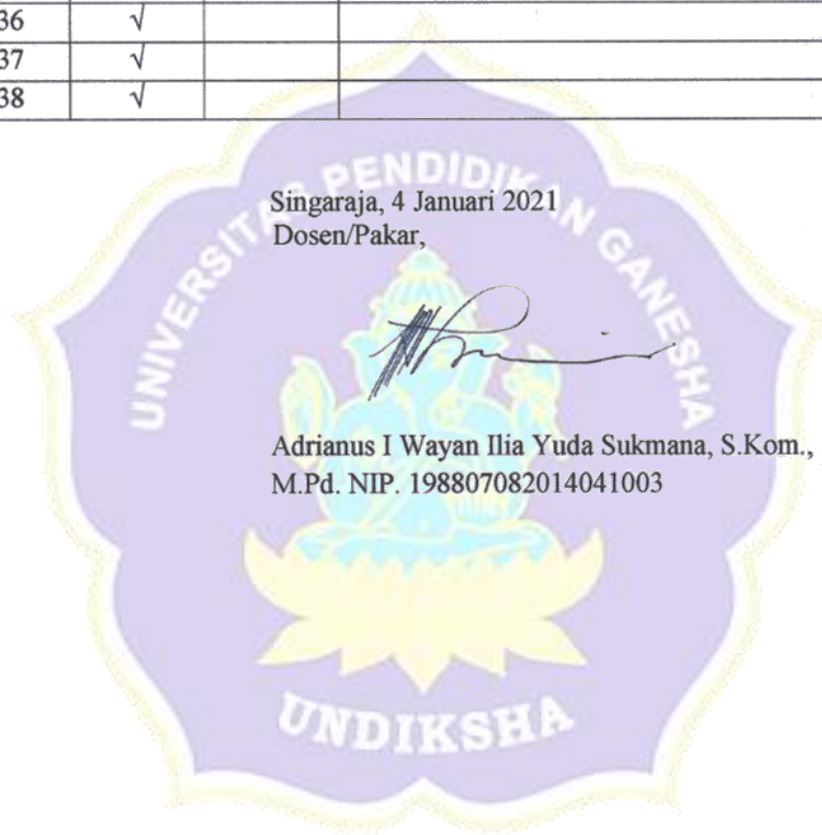 36 √
37 √
38 √
UNIVERSITAS PENDIDIKAN GANESHA
Singaraja, 4 Januari 2021
Dosen/Pakar,
Adrianus I Wayan Ilia Yuda Sukmana, S.Kom.,
M.Pd. NIP. 198807082014041003
UNDIKSHA